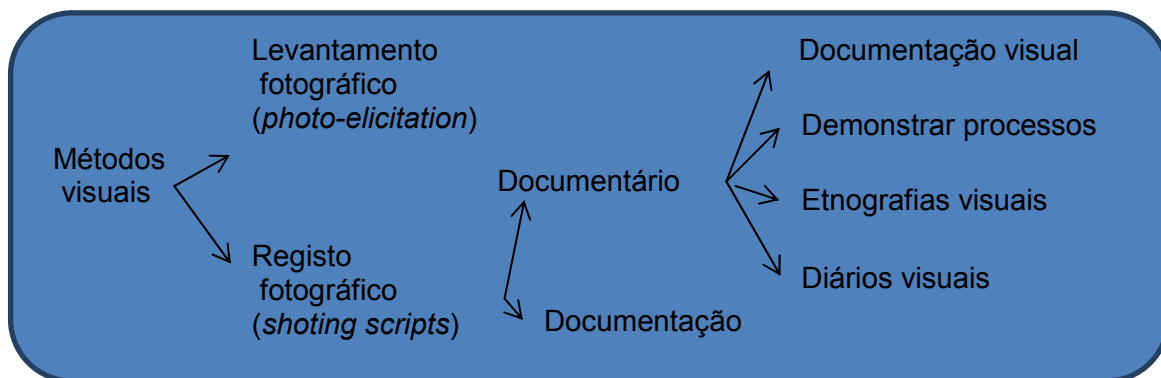 Métodos
visuais
Levantamento
fotográfico
(photo-elicitation)
Registo
fotográfico
(shoting scripts)
Documentário
Documentação
Documentação visual
Demonstrar processos
Etnografias visuais
Diários visuais